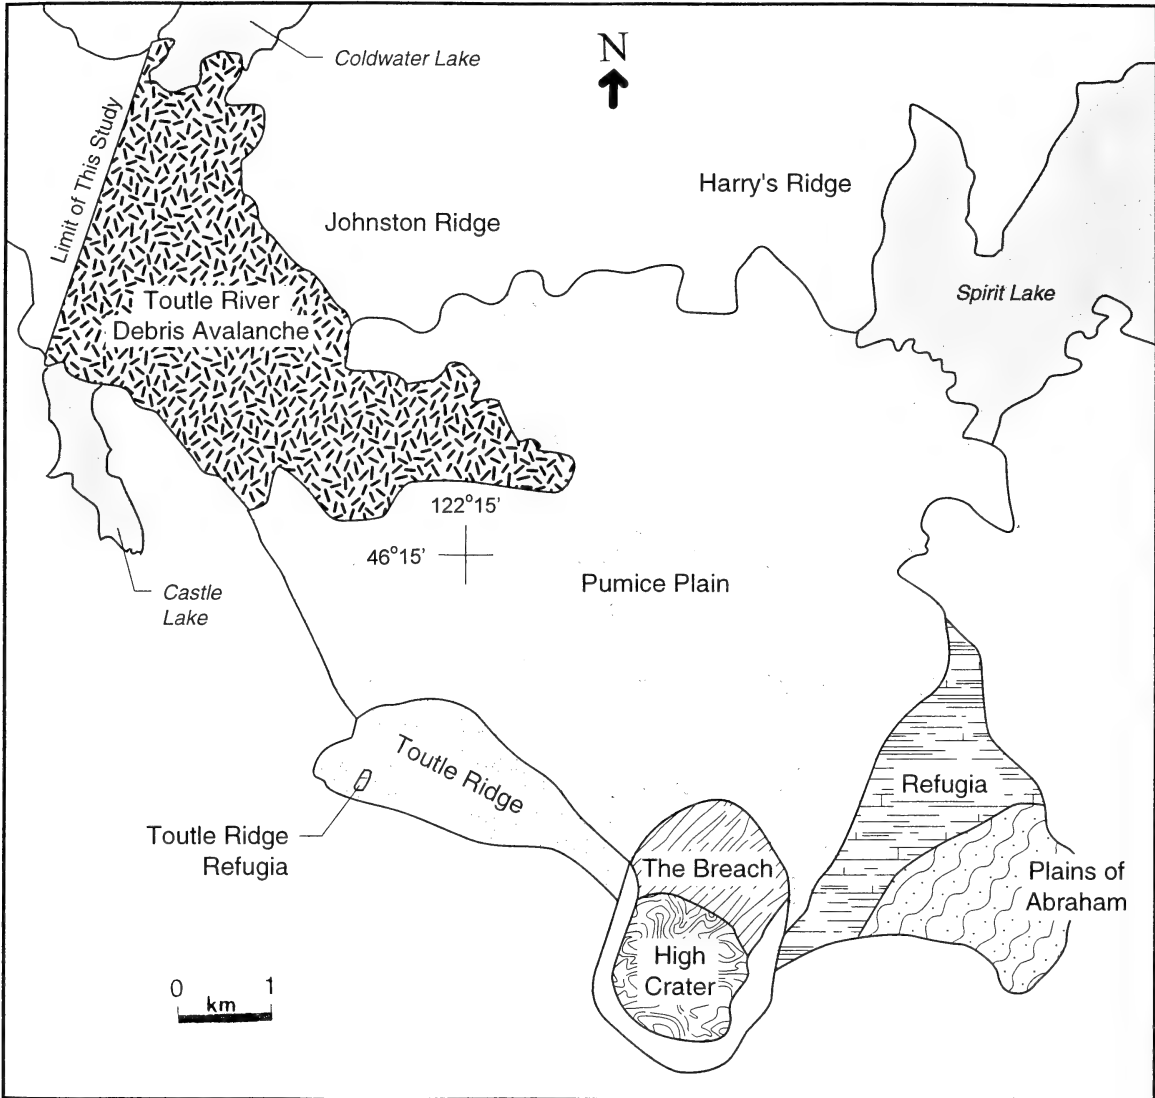 Coldwater Lake
N
Limit of This Study
Harry's Ridge
Johnston Ridge
Spirit Lake
Toutle River
Debris Avalanche
122°15'
46°15'
Pumice Plain
Castle
Lake
Toutle Ridge
Refugia
Toutle Ridge
Refugia
The Breach
Plains of
Abraham
High
Crater
0 1
km